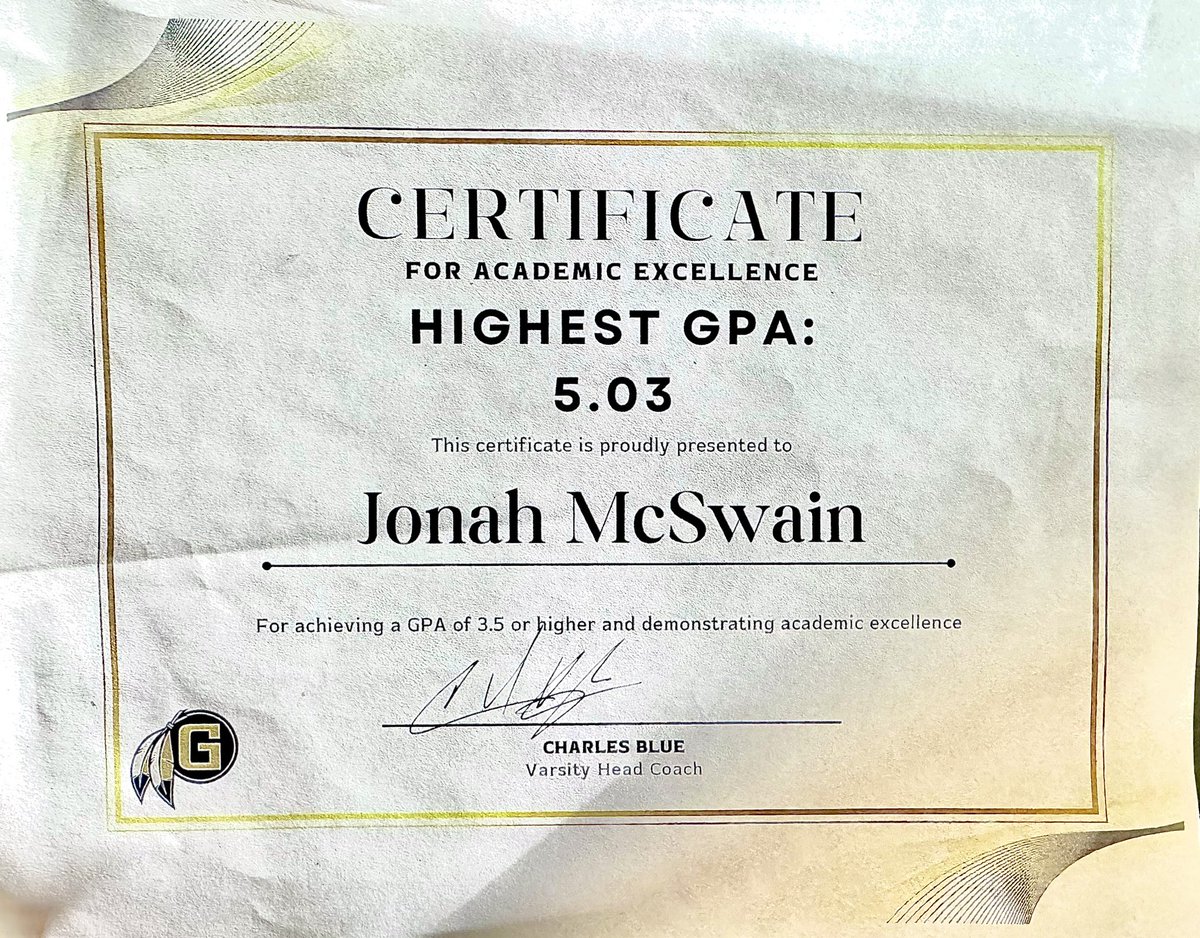 CERTIFICATE
FOR ACADEMIC EXCELLENCE
HIGHEST GPA:
5.03
This certificate is proudly presented to
Jonah McSwain
For achieving a GPA of 3.5 or higher and demonstrating academic excellence
CHARLES BLUE
Varsity Head Coach
G